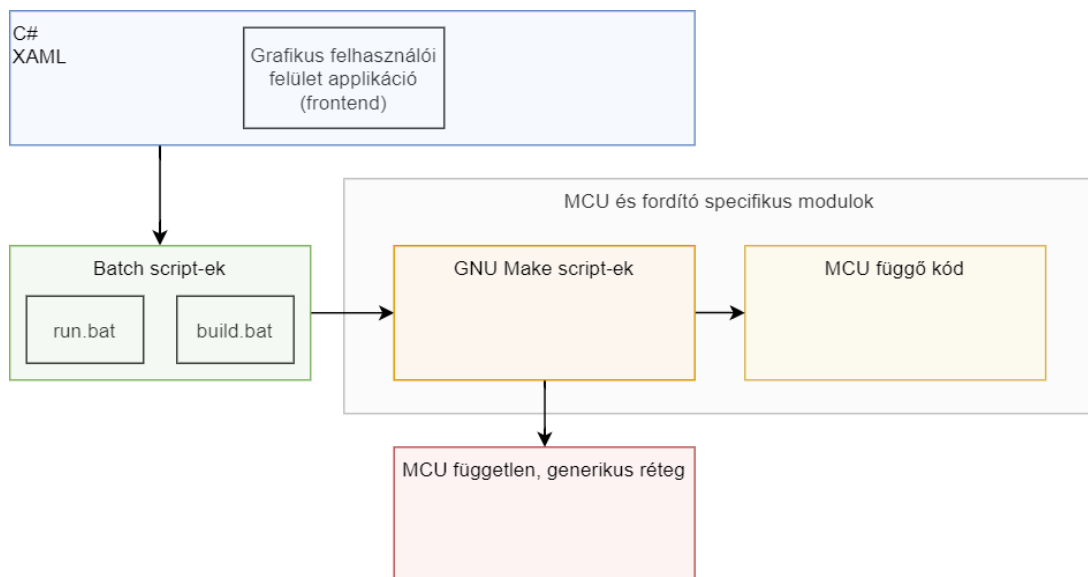 C#
XAML
Grafikus felhasználói
felület applikáció
(frontend)
MCU és fordító specifikus modulok
Batch script-ek
run.bat
build.bat
GNU Make script-ek
MCU függő kód
MCU független, generikus réteg